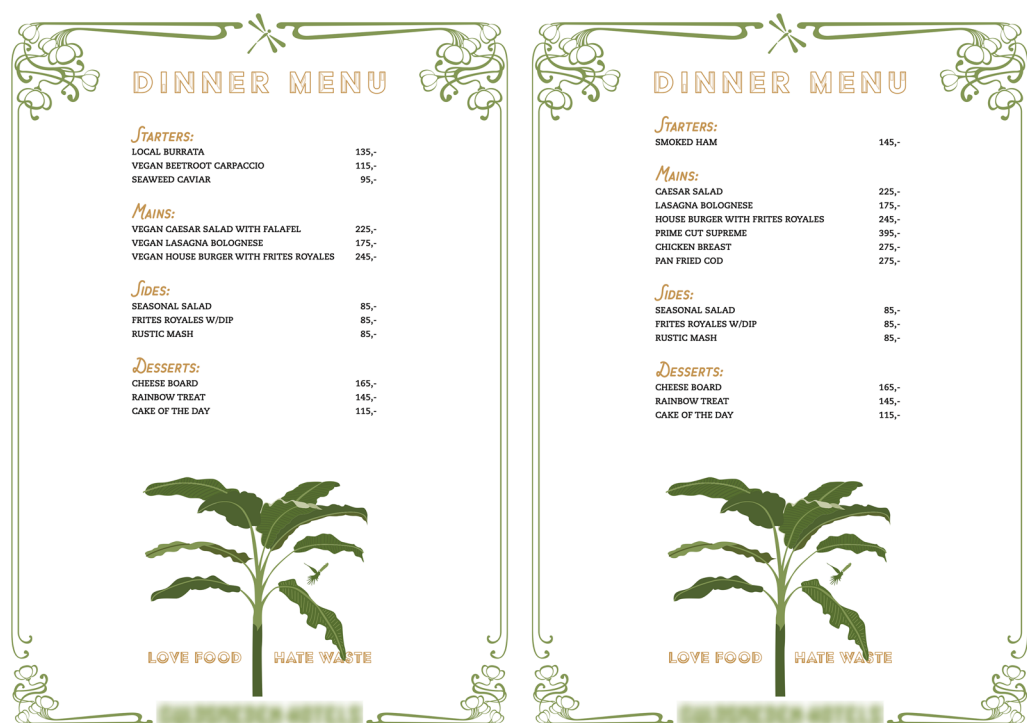 DINNER MENU
STARTERS:
LOCAL BURRATA 135,-
VEGAN BEETROOT CARPACCIO 115,-
SEAWEED CAVIAR 95,-
MAINS:
VEGAN CAESAR SALAD WITH FALAFEL 225,-
VEGAN LASAGNA BOLOGNESE 175,-
VEGAN HOUSE BURGER WITH FRITES ROYALES 245,-
SIDES:
SEASONAL SALAD 85,-
FRITES ROYALES W/DIP 85,-
RUSTIC MASH 85,-
DESSERTS:
CHEESE BOARD 165,-
RAINBOW TREAT 145,-
CAKE OF THE DAY 115,-
LOVE FOOD HATE WASTE
DINNER MENU
STARTERS:
SMOKED HAM 145,-
MAINS:
CAESAR SALAD 225,-
LASAGNA BOLOGNESE 175,-
HOUSE BURGER WITH FRITES ROYALES 245,-
PRIME CUT SUPREME 395,-
CHICKEN BREAST 275,-
PAN FRIED COD 275,-
SIDES:
SEASONAL SALAD 85,-
FRITES ROYALES W/DIP 85,-
RUSTIC MASH 85,-
DESSERTS:
CHEESE BOARD 165,-
RAINBOW TREAT 145,-
CAKE OF THE DAY 115,-
LOVE FOOD HATE WASTE